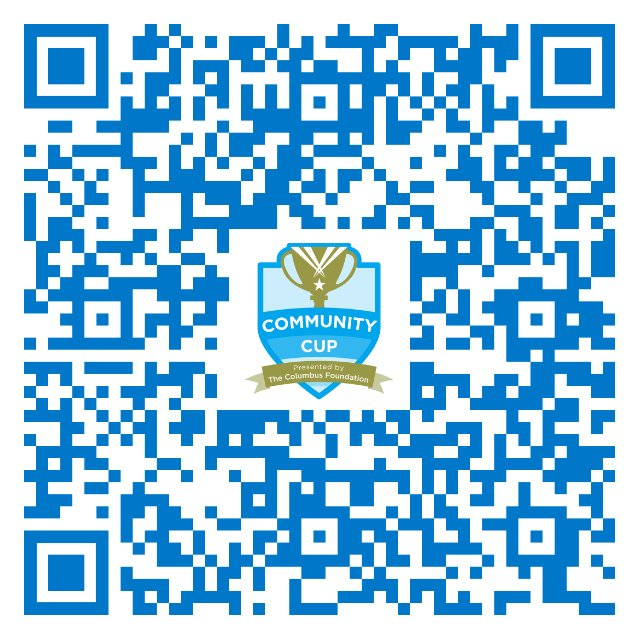 COMMUNITY
CUP
Presented by
The Columbus Foundation